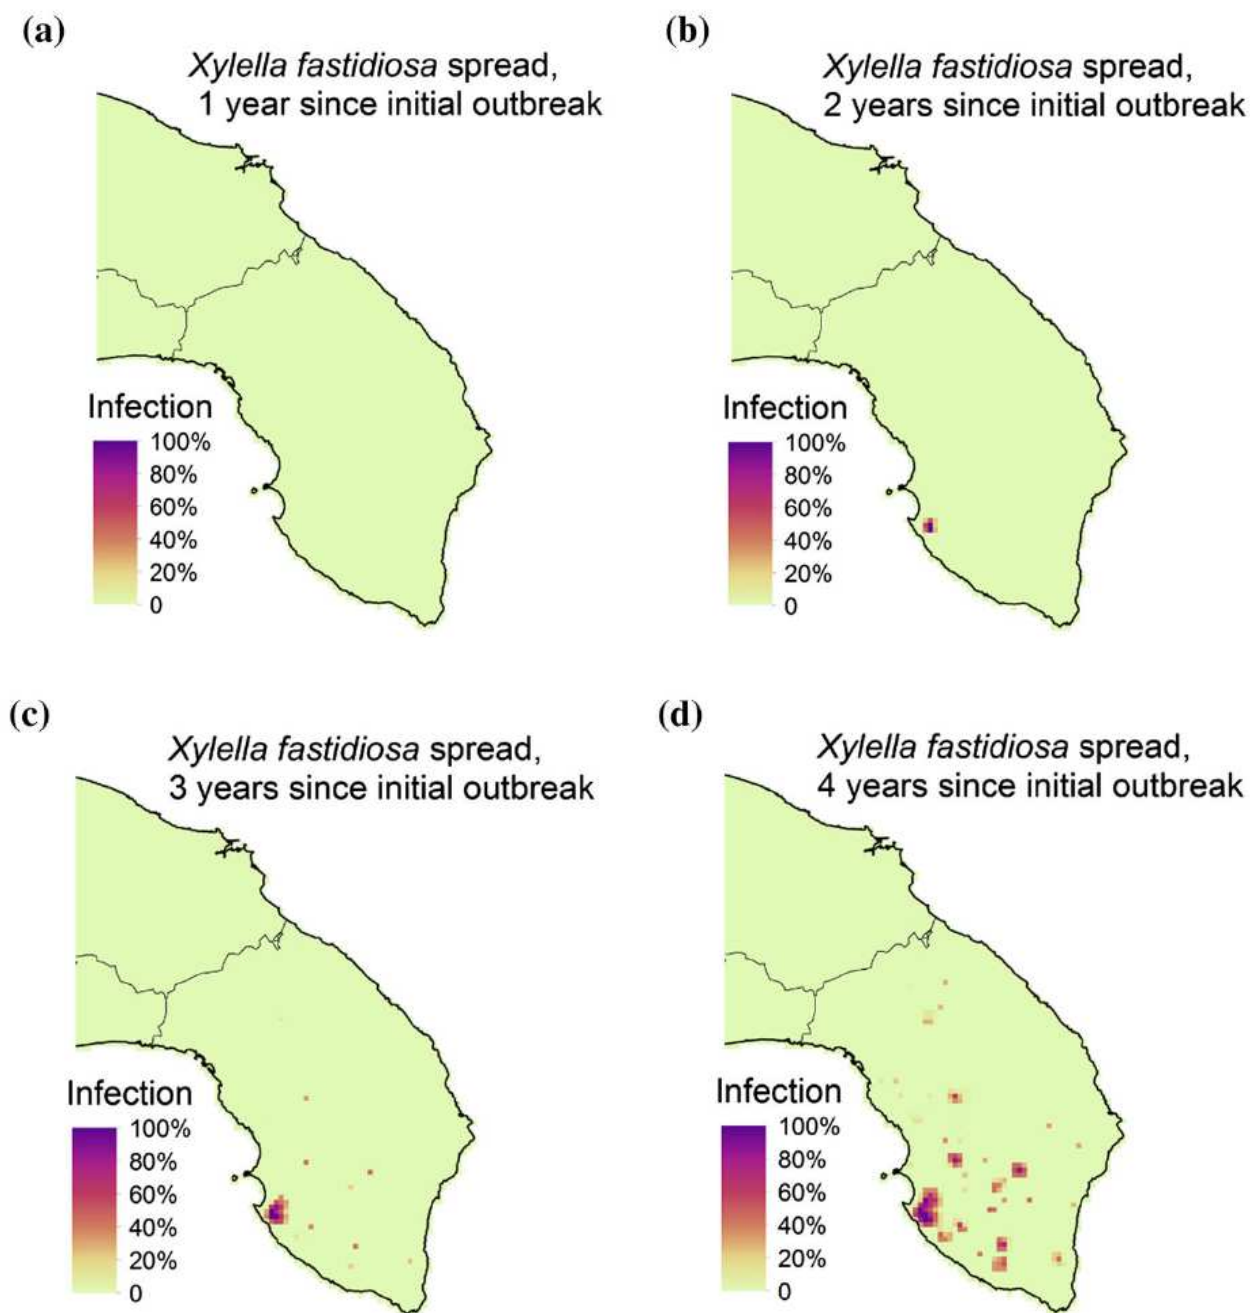 (a)
Xylella fastidiosa spread,
1 year since initial outbreak
Infection
100%
80%
60%
40%
20%
0
(b)
Xylella fastidiosa spread,
2 years since initial outbreak
Infection
100%
80%
60%
40%
20%
0
(c)
Xylella fastidiosa spread,
3 years since initial outbreak
Infection
100%
80%
60%
40%
20%
0
(d)
Xylella fastidiosa spread,
4 years since initial outbreak
Infection
100%
80%
60%
40%
20%
0